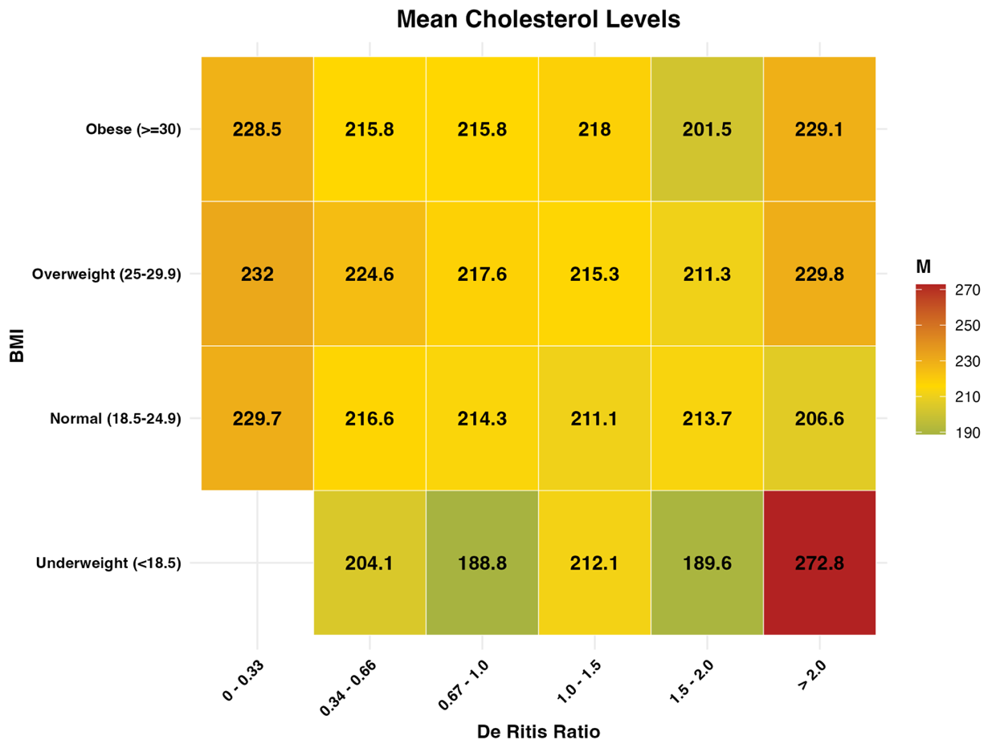 Mean Cholesterol Levels
Obese (>=30) 228.5 215.8 215.8 218 201.5 229.1
Overweight (25-29.9) 232 224.6 217.6 215.3 211.3 229.8
Normal (18.5-24.9) 229.7 216.6 214.3 211.1 213.7 206.6
Underweight (<18.5) 204.1 188.8 212.1 189.6 272.8
BMI
0 - 0.33 0.34 - 0.66 0.67 - 1.0 1.0 - 1.5 1.5 - 2.0 > 2.0
De Ritis Ratio
M
270
250
230
210
190